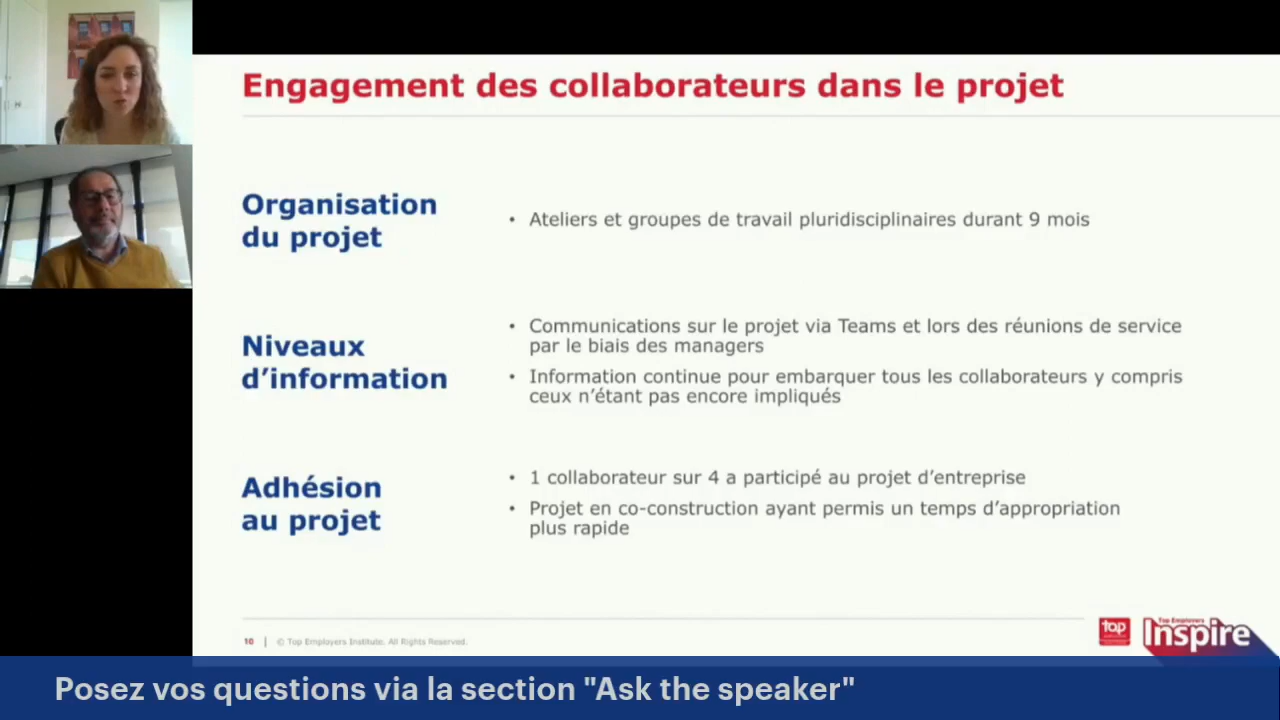 Engagement des collaborateurs dans le projet
Organisation
du projet
• Ateliers et groupes de travail pluridisciplinaires durant 9 mois
Niveaux
d’information
• Communications sur le projet via Teams et lors des réunions de service
par le biais des managers
• Information continue pour embarquer tous les collaborateurs y compris
ceux n’étant pas encore impliqués
Adhésion
au projet
• 1 collaborateur sur 4 a participé au projet d’entreprise
• Projet en co-construction ayant permis un temps d’appropriation
plus rapide
10 | © Top Employers Institute. All Rights Reserved.
top
Top Employers
Inspire
Posez vos questions via la section "Ask the speaker"